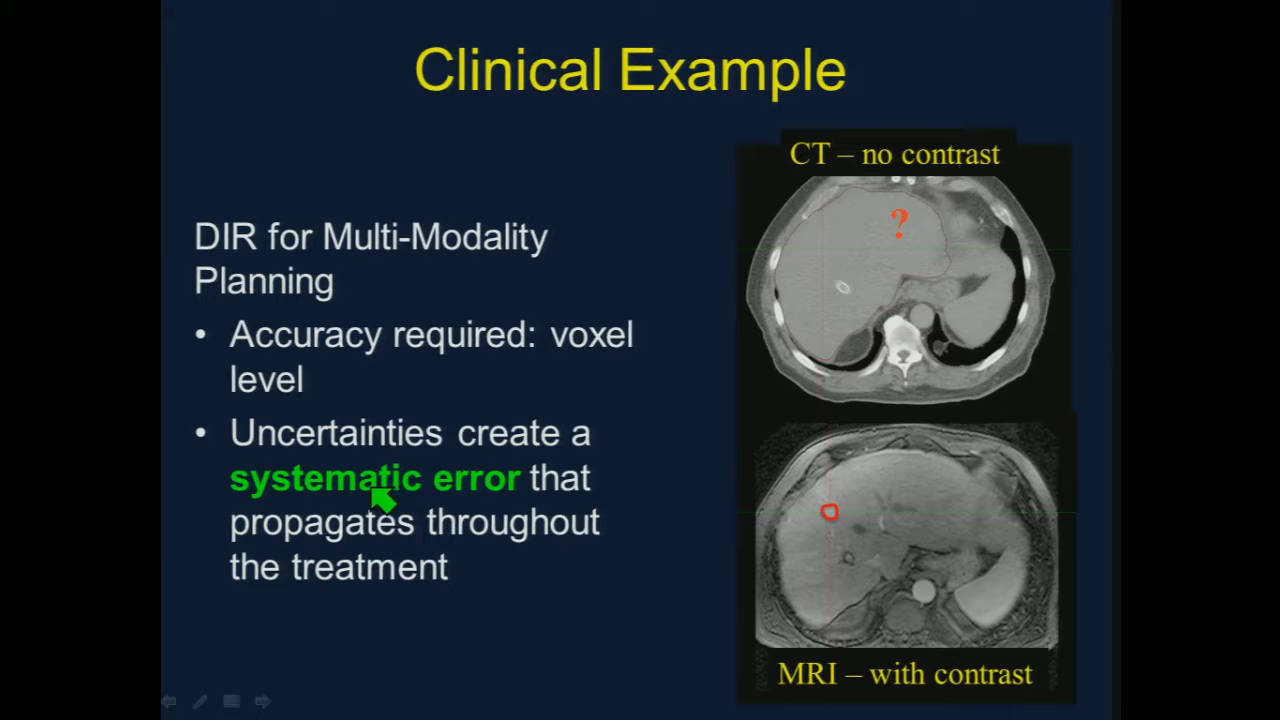 Clinical Example
DIR for Multi-Modality
Planning
• Accuracy required: voxel
level
• Uncertainties create a
systematic error that
propagates throughout
the treatment
CT – no contrast
?
MRI – with contrast